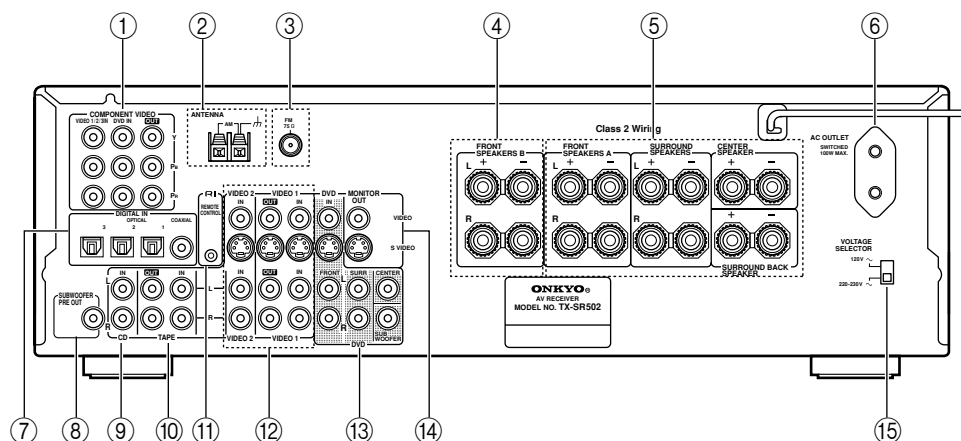 ① ② ③ ④ ⑤ ⑥
COMPONENT VIDEO
VIDEO 1/2/3IN DVD IN OUT
Y
PB
PR
ANTENNA
AM
FM
75 Ω
Class 2 Wiring
FRONT SPEAKERS B
FRONT SPEAKERS A
SURROUND SPEAKERS
CENTER SPEAKER
+ − + − + − + −
L L L
R R R
+ −
SURROUND BACK SPEAKER
AC OUTLET
SWITCHED
100W MAX.
VOLTAGE
SELECTOR
120V ∼
220-230V ∼
DIGITAL IN
OPTICAL COAXIAL
3 2 1
RI
REMOTE
CONTROL
VIDEO 2 VIDEO 1 DVD MONITOR
OUT
IN OUT IN IN
VIDEO
S VIDEO
IN OUT IN
IN OUT IN
FRONT SURR CENTER
L L L
R R R
SUB
WOOFER
SUBWOOFER
PRE OUT
CD TAPE
VIDEO 2 VIDEO 1
DVD
ONKYO
AV RECEIVER
MODEL NO. TX-SR502
⑦ ⑧ ⑨ ⑩ ⑪ ⑫ ⑬ ⑭ ⑮